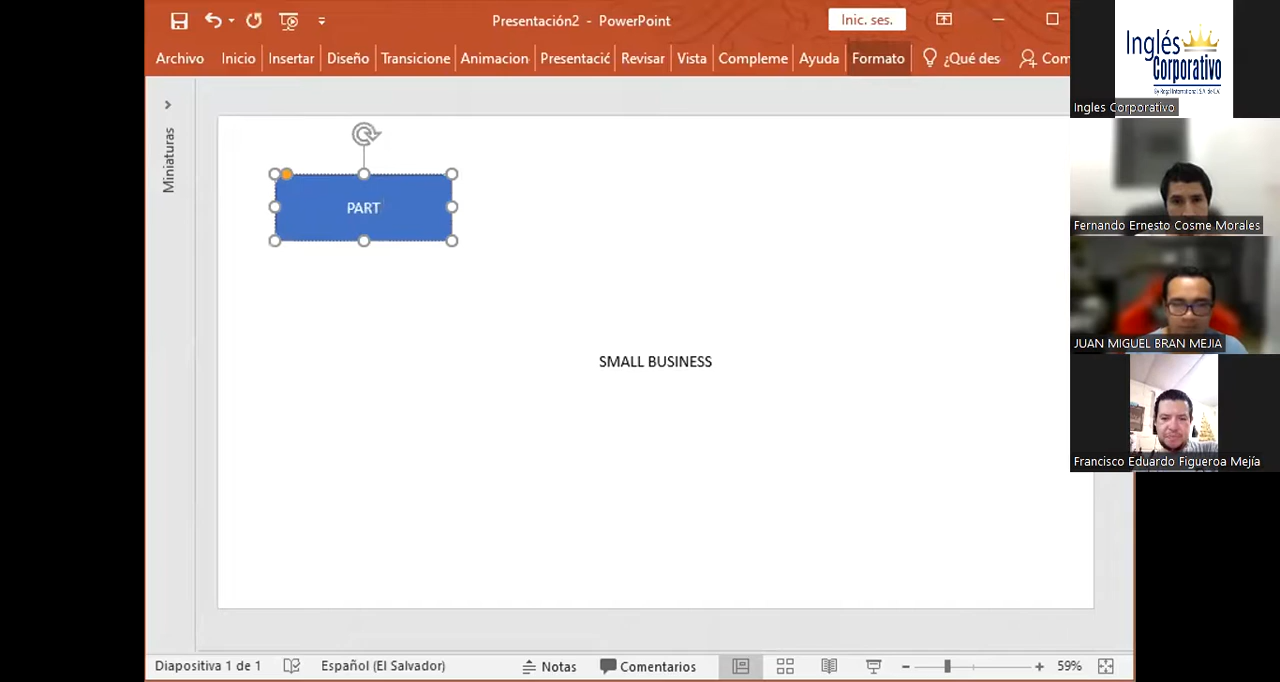 Presentación2 - PowerPoint
Inic. ses.
Archivo
Inicio
Insertar
Diseño
Transicione
Animacion
Presentació
Revisar
Vista
Compleme
Ayuda
Formato
¿Qué des
Com
Miniaturas
PART
SMALL BUSINESS
Diapositiva 1 de 1
Español (El Salvador)
Notas
Comentarios
59%
Inglés
Corporativo
Ingles Corporativo
Fernando Ernesto Cosme Morales
JUAN MIGUEL BRAN MEJIA
Francisco Eduardo Figueroa Mejía